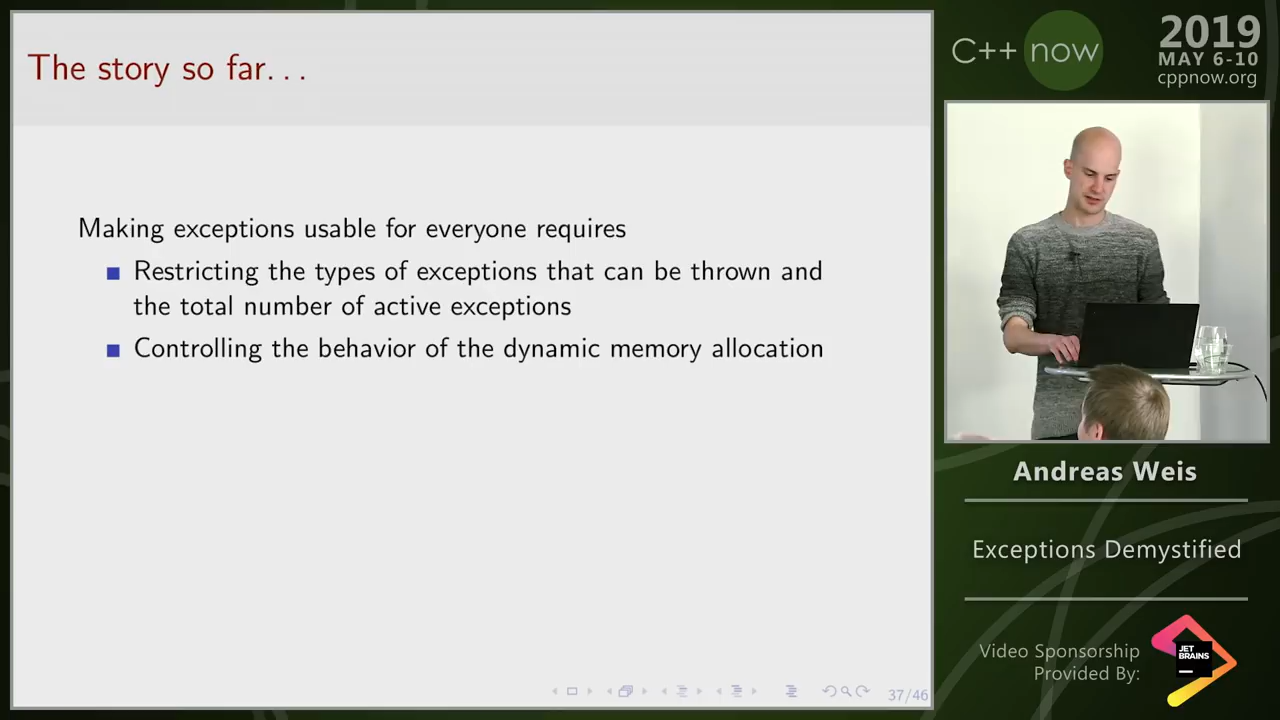 The story so far...
Making exceptions usable for everyone requires
Restricting the types of exceptions that can be thrown and
the total number of active exceptions
Controlling the behavior of the dynamic memory allocation
37/46
C++ now
2019
MAY 6-10
cppnow.org
Andreas Weis
Exceptions Demystified
Video Sponsorship
Provided By:
JET
BRAINS